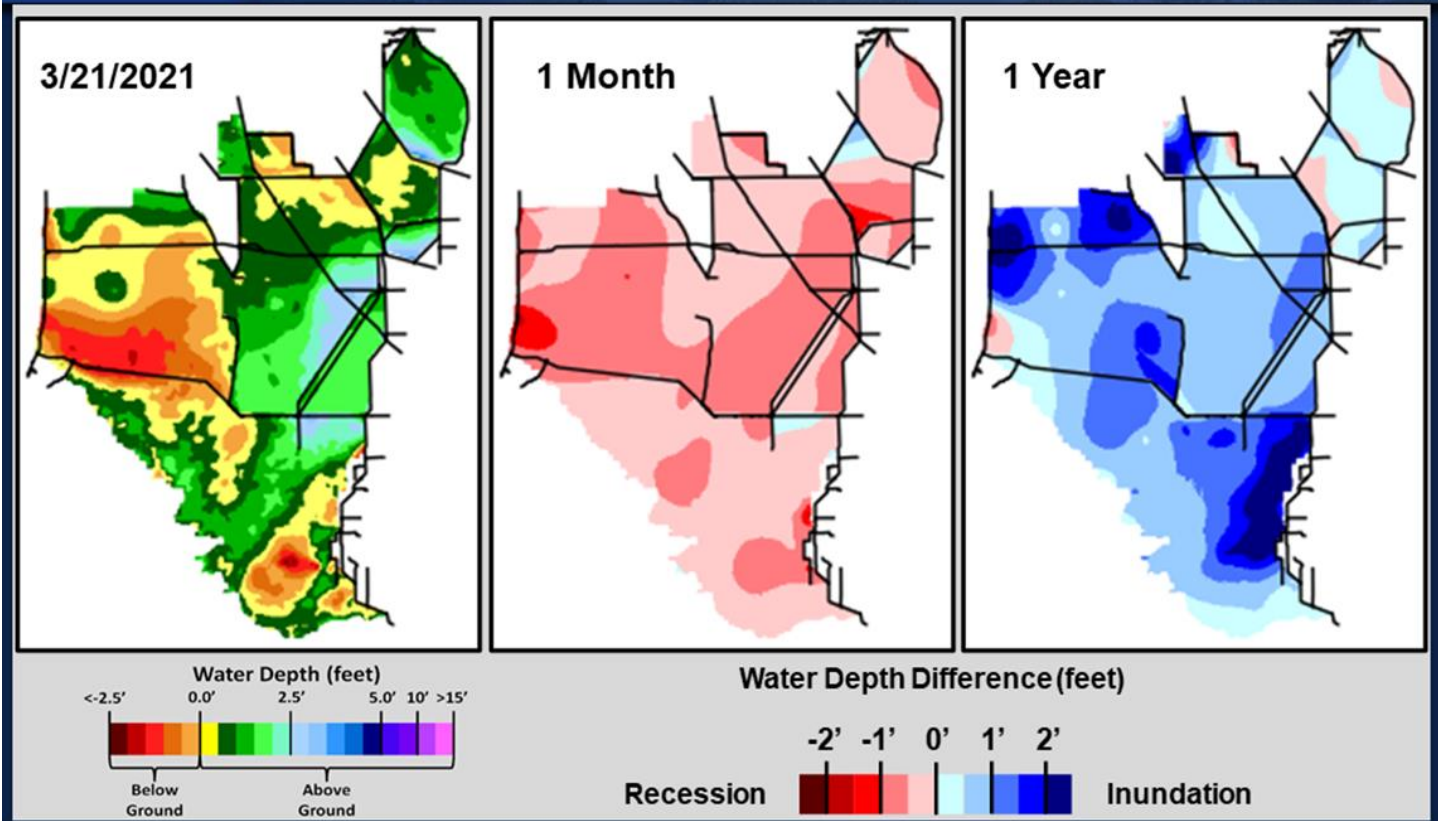 3/21/2021
1 Month
1 Year
Water Depth (feet)
<-2.5’ 0.0’ 2.5’ 5.0’ 10’ >15’
Below
Ground
Above
Ground
Water Depth Difference (feet)
-2’ -1’ 0’ 1’ 2’
Recession
Inundation